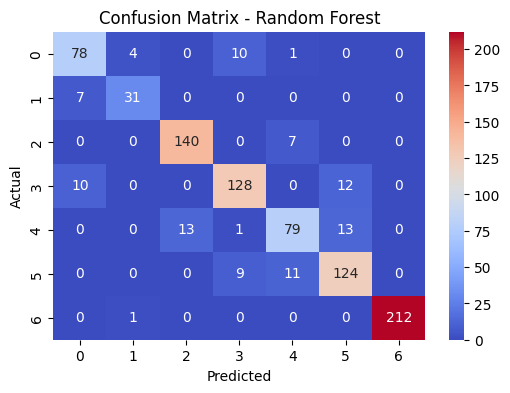 Confusion Matrix - Random Forest
0 78 4 0 10 1 0 0
1 7 31 0 0 0 0 0
2 0 0 140 0 7 0 0
3 10 0 0 128 0 12 0
4 0 0 13 1 79 13 0
5 0 0 0 9 11 124 0
6 0 1 0 0 0 0 212
0 1 2 3 4 5 6
Predicted
Actual
200
175
150
125
100
75
50
25
0